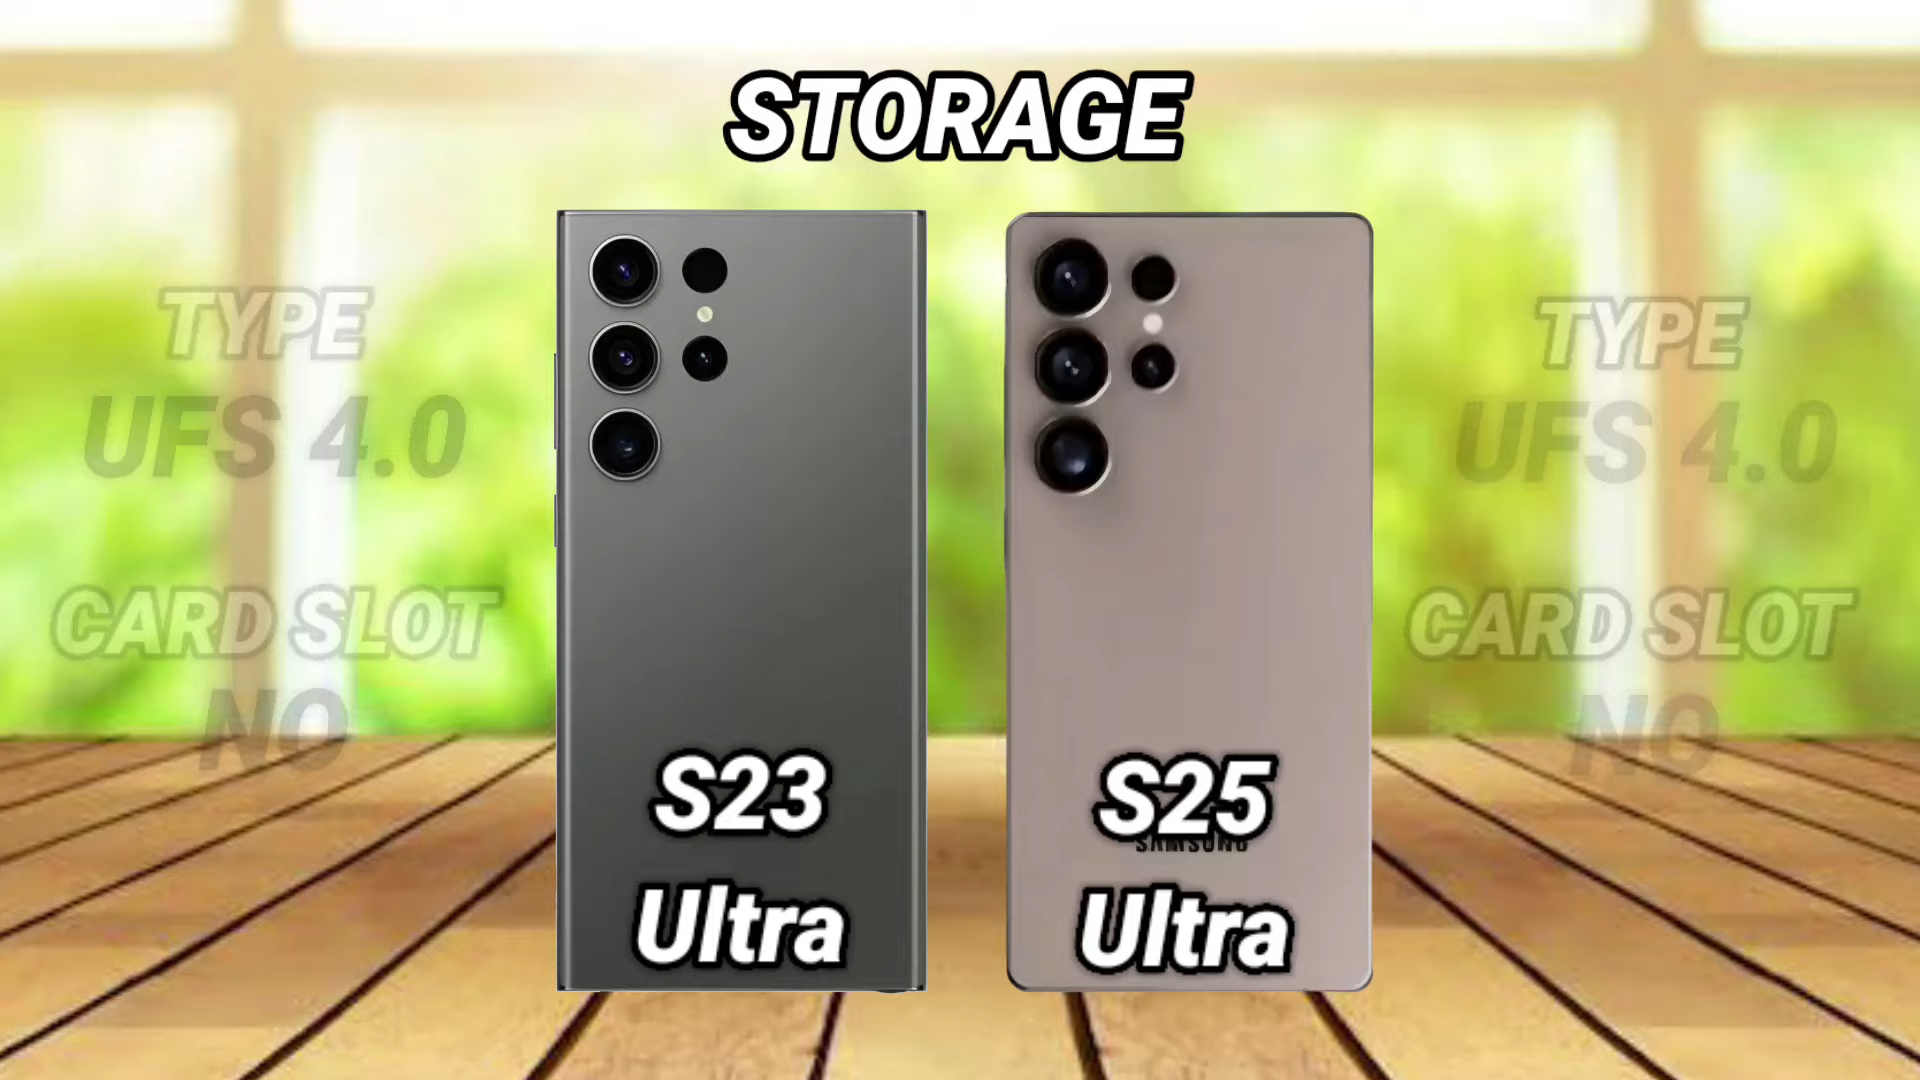 STORAGE
TYPE
UFS 4.0
CARD SLOT
NO
S23
Ultra
S25
SAMSUNG
Ultra
TYPE
UFS 4.0
CARD SLOT
NO